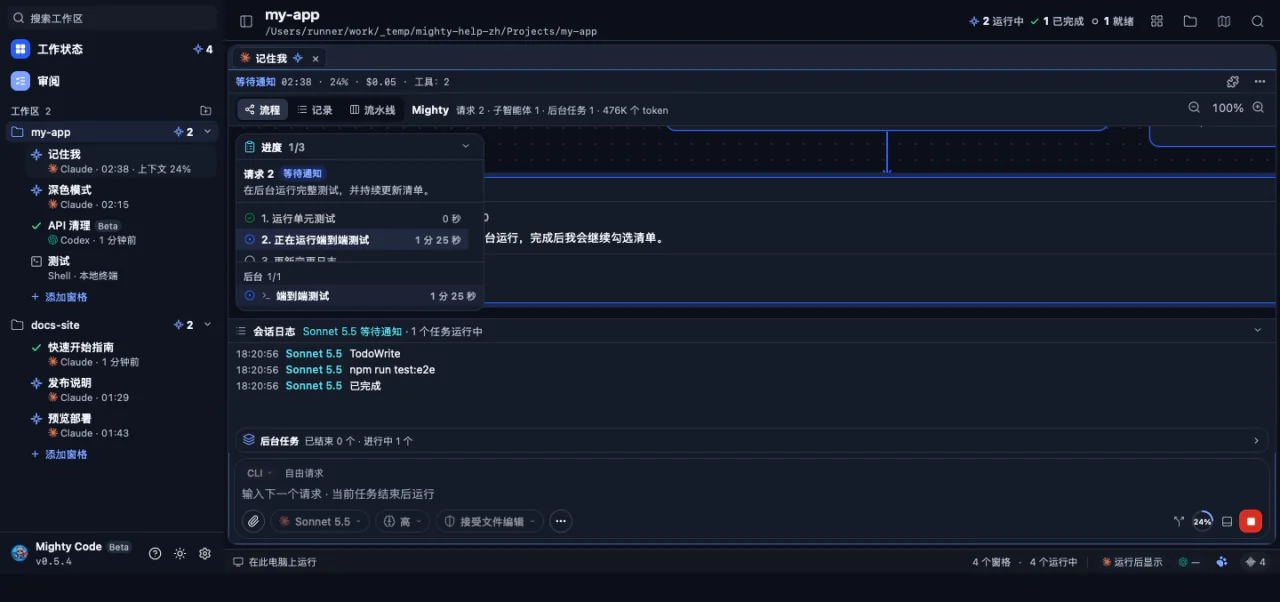 搜索工作区
工作状态 4
审阅
工作区 2
my-app 2
记住我
Claude · 02:38 · 上下文 24%
深色模式
Claude · 02:15
API 清理 Beta
Codex · 1 分钟前
测试
Shell · 本地终端
+ 添加窗格
docs-site 2
快速开始指南
Claude · 1 分钟前
发布说明
Claude · 01:29
预览部署
Claude · 01:43
+ 添加窗格
Mighty Code Beta
v0.5.4
my-app
/Users/runner/work/_temp/mighty-help-zh/Projects/my-app
2 运行中 1 已完成 1 就绪
记住我 ×
等待通知 02:38 · 24% · $0.05 · 工具: 2
流程 记录 流水线 Mighty 请求 2 · 子智能体 1 · 后台任务 1 · 476K 个 token
100%
进度 1/3
请求 2 等待通知
在后台运行完整测试，并持续更新清单。
1. 运行单元测试 0 秒
2. 正在运行端到端测试 1 分 25 秒
台运行，完成后我会继续勾选清单。
后台 1/1
端到端测试 1 分 25 秒
会话日志 Sonnet 5.5 等待通知 · 1 个任务运行中
18:20:56 Sonnet 5.5 TodoWrite
18:20:56 Sonnet 5.5 npm run test:e2e
18:20:56 Sonnet 5.5 已完成
后台任务 已结束 0 个 · 进行中 1 个
CLI 自由请求
输入下一个请求 · 当前任务结束后运行
Sonnet 5.5 高 接受文件编辑
24%
在此电脑上运行
4 个窗格 · 4 个运行中 运行后显示 — 4